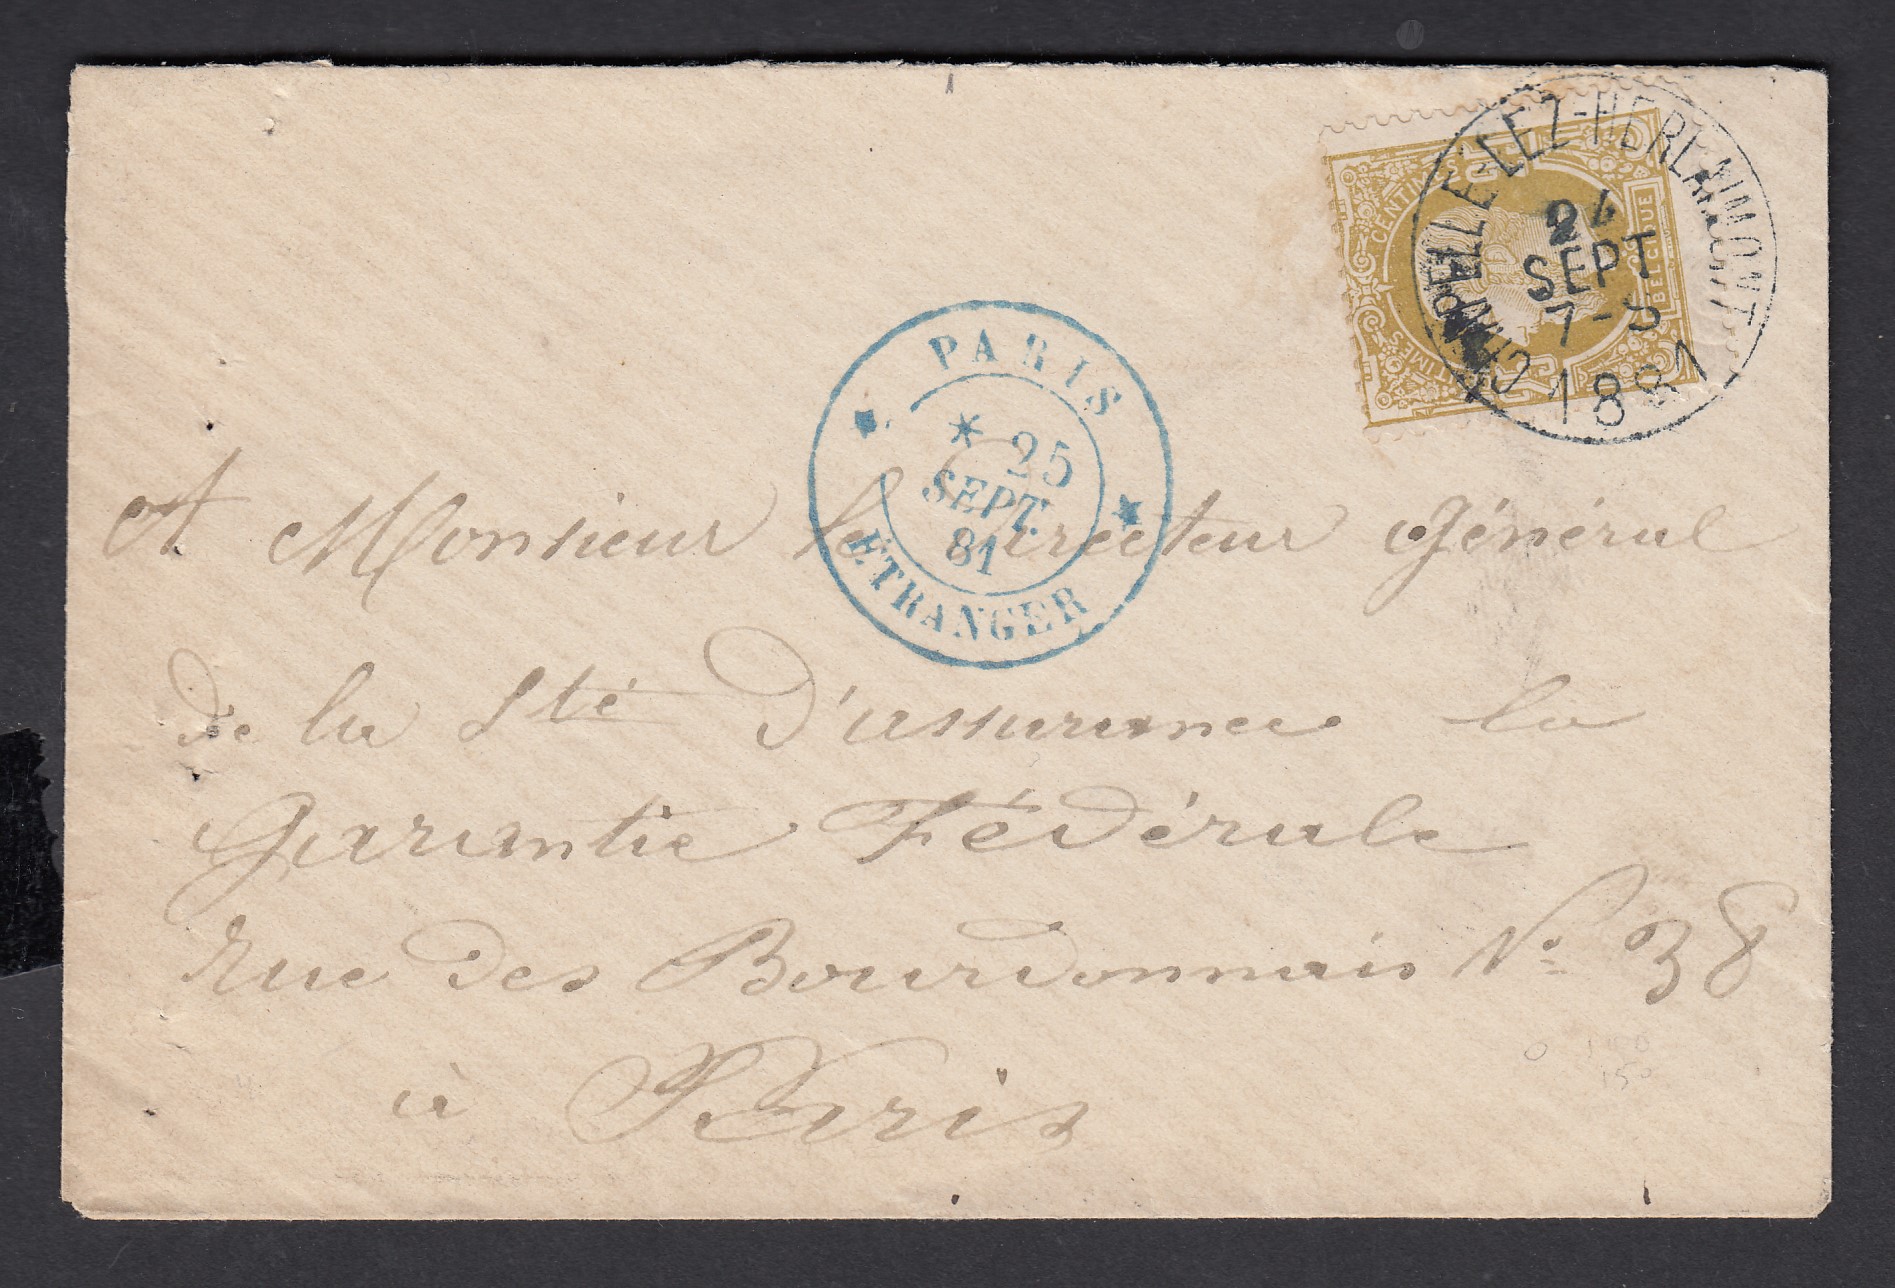 CHAPELLE-LEZ-HERLAIMONT
24
SEPT
7-S
1881
CENTIMES
BELGIQUE
PARIS
* 25
SEPT.
81
ETRANGER
A Monsieur le Directeur Général
de la Sté d'assurance la
Garantie Fédérale
Rue des Bourdonnais N° 38
à Paris
150